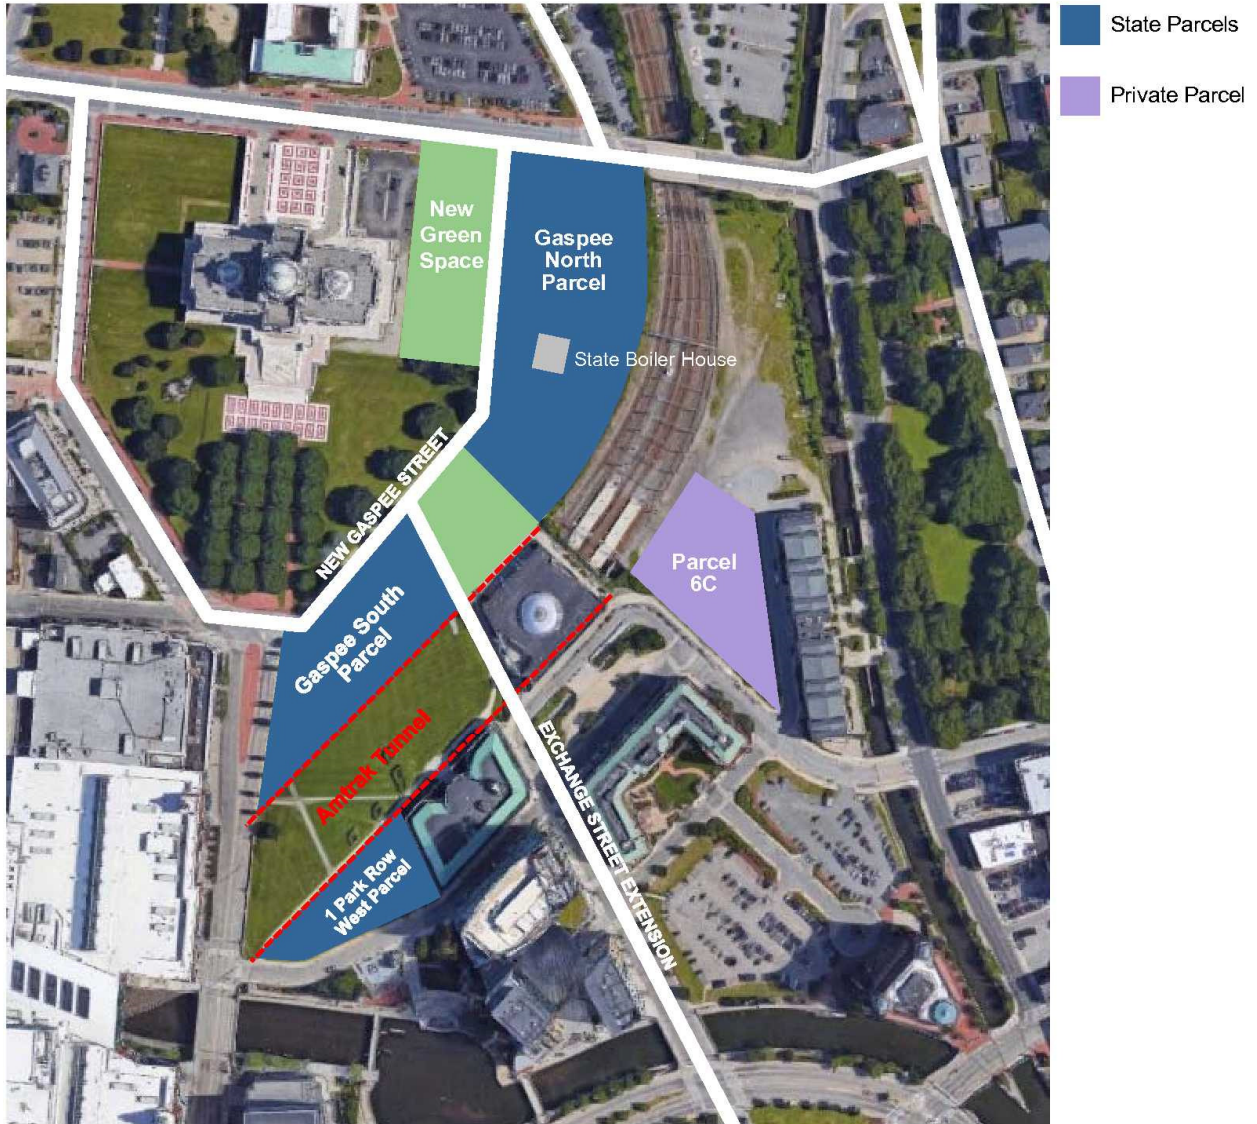 State Parcels
Private Parcel
New
Green
Space
Gaspee
North
Parcel
State Boiler House
NEW GASPEE STREET
Parcel
6C
Gaspee South
Parcel
Amtrak Tunnel
EXCHANGE STREET EXTENSION
1 Park Row
West Parcel